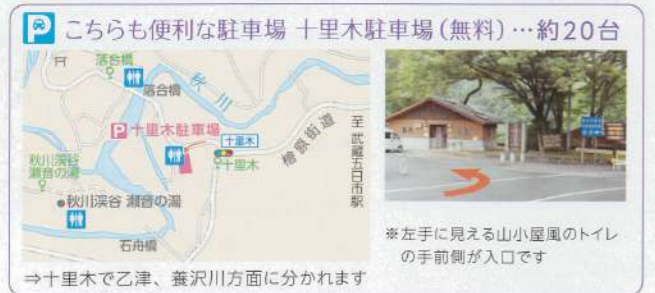 P こちらも便利な駐車場 十里木駐車場(無料)…約20台
落合橋
落合橋
秋川
P十里木駐車場
十里木
十里木
檜原街道
至 武蔵五日市駅
秋川渓谷
瀬音の湯
●秋川渓谷 瀬音の湯
石舟橋
⇒十里木で乙津、養沢川方面に分かれます
※左手に見える山小屋風のトイレ
の手前側が入口です